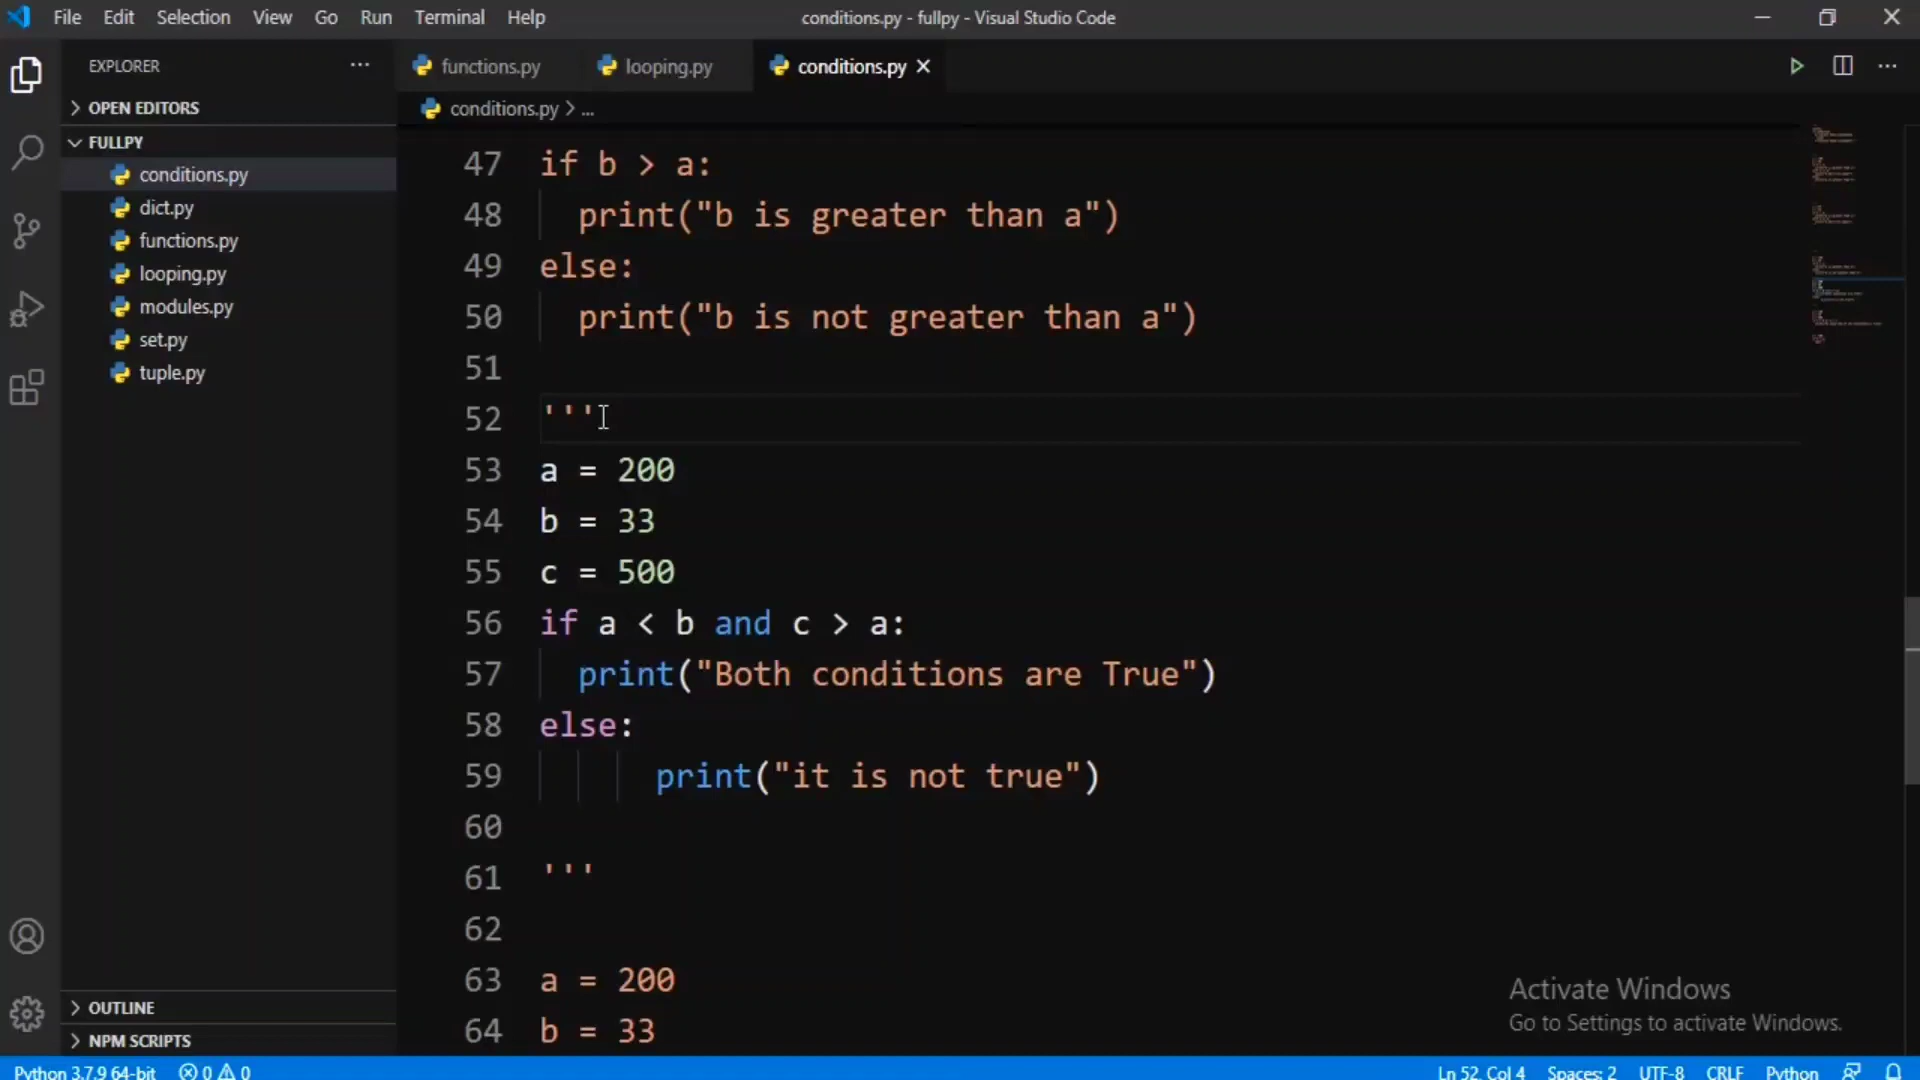 File Edit Selection View Go Run Terminal Help
conditions.py - fullpy - Visual Studio Code
EXPLORER
OPEN EDITORS
FULLPY
conditions.py
dict.py
functions.py
looping.py
modules.py
set.py
tuple.py
OUTLINE
NPM SCRIPTS
functions.py looping.py conditions.py
conditions.py > ...
47 if b > a:
48   print("b is greater than a")
49 else:
50   print("b is not greater than a")
51
52 '''
53 a = 200
54 b = 33
55 c = 500
56 if a < b and c > a:
57   print("Both conditions are True")
58 else:
59       print("it is not true")
60
61 '''
62
63 a = 200
64 b = 33
Activate Windows
Go to Settings to activate Windows.
Python 3.7.9 64-bit 0 0 Ln 52, Col 4 Spaces: 2 UTF-8 CRLF Python